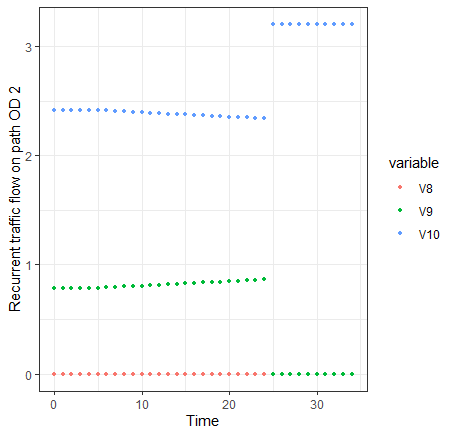 Recurrent traffic flow on path OD 2
3
2
1
0
0
10
20
30
Time
variable
V8
V9
V10